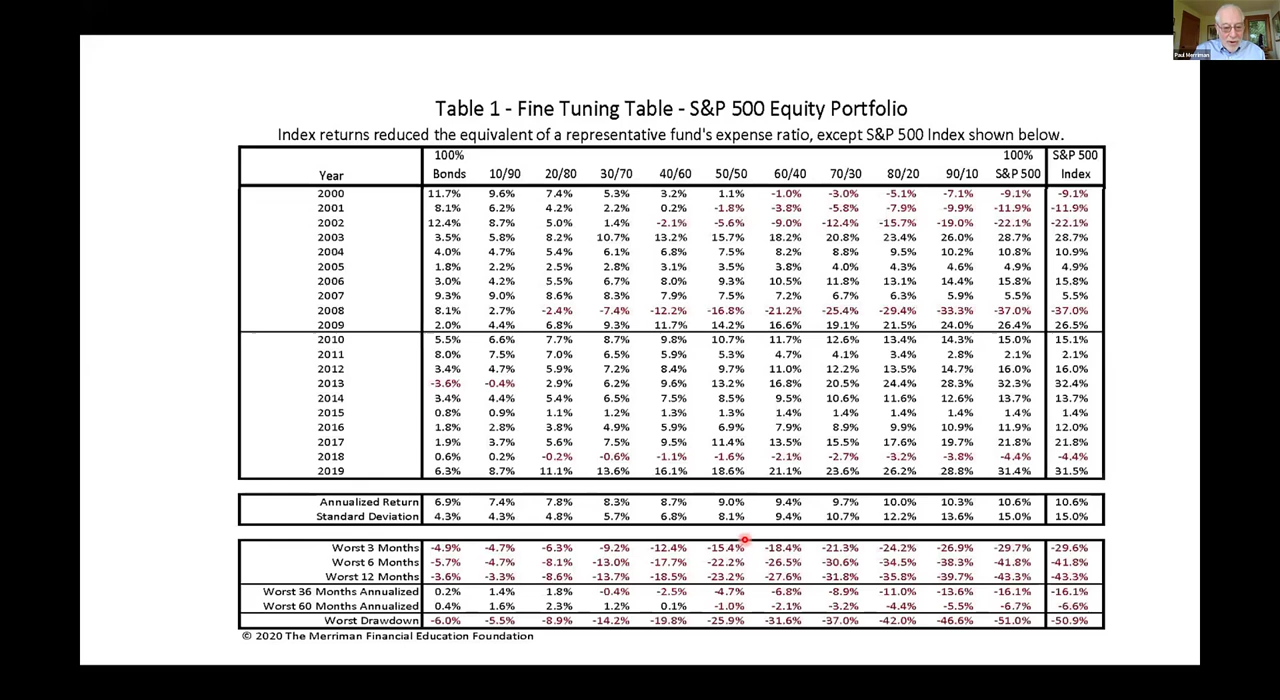 Paul Merriman
Table 1 - Fine Tuning Table - S&P 500 Equity Portfolio
Index returns reduced the equivalent of a representative fund's expense ratio, except S&P 500 Index shown below.
100% 100% S&P 500
Year Bonds 10/90 20/80 30/70 40/60 50/50 60/40 70/30 80/20 90/10 S&P 500 Index
2000 11.7% 9.6% 7.4% 5.3% 3.2% 1.1% -1.0% -3.0% -5.1% -7.1% -9.1% -9.1%
2001 8.1% 6.2% 4.2% 2.2% 0.2% -1.8% -3.8% -5.8% -7.9% -9.9% -11.9% -11.9%
2002 12.4% 8.7% 5.0% 1.4% -2.1% -5.6% -9.0% -12.4% -15.7% -19.0% -22.1% -22.1%
2003 3.5% 5.8% 8.2% 10.7% 13.2% 15.7% 18.2% 20.8% 23.4% 26.0% 28.7% 28.7%
2004 4.0% 4.7% 5.4% 6.1% 6.8% 7.5% 8.2% 8.8% 9.5% 10.2% 10.8% 10.9%
2005 1.8% 2.2% 2.5% 2.8% 3.1% 3.5% 3.8% 4.0% 4.3% 4.6% 4.9% 4.9%
2006 3.0% 4.2% 5.5% 6.7% 8.0% 9.3% 10.5% 11.8% 13.1% 14.4% 15.8% 15.8%
2007 9.3% 9.0% 8.6% 8.3% 7.9% 7.5% 7.2% 6.7% 6.3% 5.9% 5.5% 5.5%
2008 8.1% 2.7% -2.4% -7.4% -12.2% -16.8% -21.2% -25.4% -29.4% -33.3% -37.0% -37.0%
2009 2.0% 4.4% 6.8% 9.3% 11.7% 14.2% 16.6% 19.1% 21.5% 24.0% 26.4% 26.5%
2010 5.5% 6.6% 7.7% 8.7% 9.8% 10.7% 11.7% 12.6% 13.4% 14.3% 15.0% 15.1%
2011 8.0% 7.5% 7.0% 6.5% 5.9% 5.3% 4.7% 4.1% 3.4% 2.8% 2.1% 2.1%
2012 3.4% 4.7% 5.9% 7.2% 8.4% 9.7% 11.0% 12.2% 13.5% 14.7% 16.0% 16.0%
2013 -3.6% -0.4% 2.9% 6.2% 9.6% 13.2% 16.8% 20.5% 24.4% 28.3% 32.3% 32.4%
2014 3.4% 4.4% 5.4% 6.5% 7.5% 8.5% 9.5% 10.6% 11.6% 12.6% 13.7% 13.7%
2015 0.8% 0.9% 1.1% 1.2% 1.3% 1.3% 1.4% 1.4% 1.4% 1.4% 1.4% 1.4%
2016 1.8% 2.8% 3.8% 4.9% 5.9% 6.9% 7.9% 8.9% 9.9% 10.9% 11.9% 12.0%
2017 1.9% 3.7% 5.6% 7.5% 9.5% 11.4% 13.5% 15.5% 17.6% 19.7% 21.8% 21.8%
2018 0.6% 0.2% -0.2% -0.6% -1.1% -1.6% -2.1% -2.7% -3.2% -3.8% -4.4% -4.4%
2019 6.3% 8.7% 11.1% 13.6% 16.1% 18.6% 21.1% 23.6% 26.2% 28.8% 31.4% 31.5%
Annualized Return 6.9% 7.4% 7.8% 8.3% 8.7% 9.0% 9.4% 9.7% 10.0% 10.3% 10.6% 10.6%
Standard Deviation 4.3% 4.3% 4.8% 5.7% 6.8% 8.1% 9.4% 10.7% 12.2% 13.6% 15.0% 15.0%
Worst 3 Months -4.9% -4.7% -6.3% -9.2% -12.4% -15.4% -18.4% -21.3% -24.2% -26.9% -29.7% -29.6%
Worst 6 Months -5.7% -4.7% -8.1% -13.0% -17.7% -22.2% -26.5% -30.6% -34.5% -38.3% -41.8% -41.8%
Worst 12 Months -3.6% -3.3% -8.6% -13.7% -18.5% -23.2% -27.6% -31.8% -35.8% -39.7% -43.3% -43.3%
Worst 36 Months Annualized 0.2% 1.4% 1.8% -0.4% -2.5% -4.7% -6.8% -8.9% -11.0% -13.6% -16.1% -16.1%
Worst 60 Months Annualized 0.4% 1.6% 2.3% 1.2% 0.1% -1.0% -2.1% -3.2% -4.4% -5.5% -6.7% -6.6%
Worst Drawdown -6.0% -5.5% -8.9% -14.2% -19.8% -25.9% -31.6% -37.0% -42.0% -46.6% -51.0% -50.9%
© 2020 The Merriman Financial Education Foundation